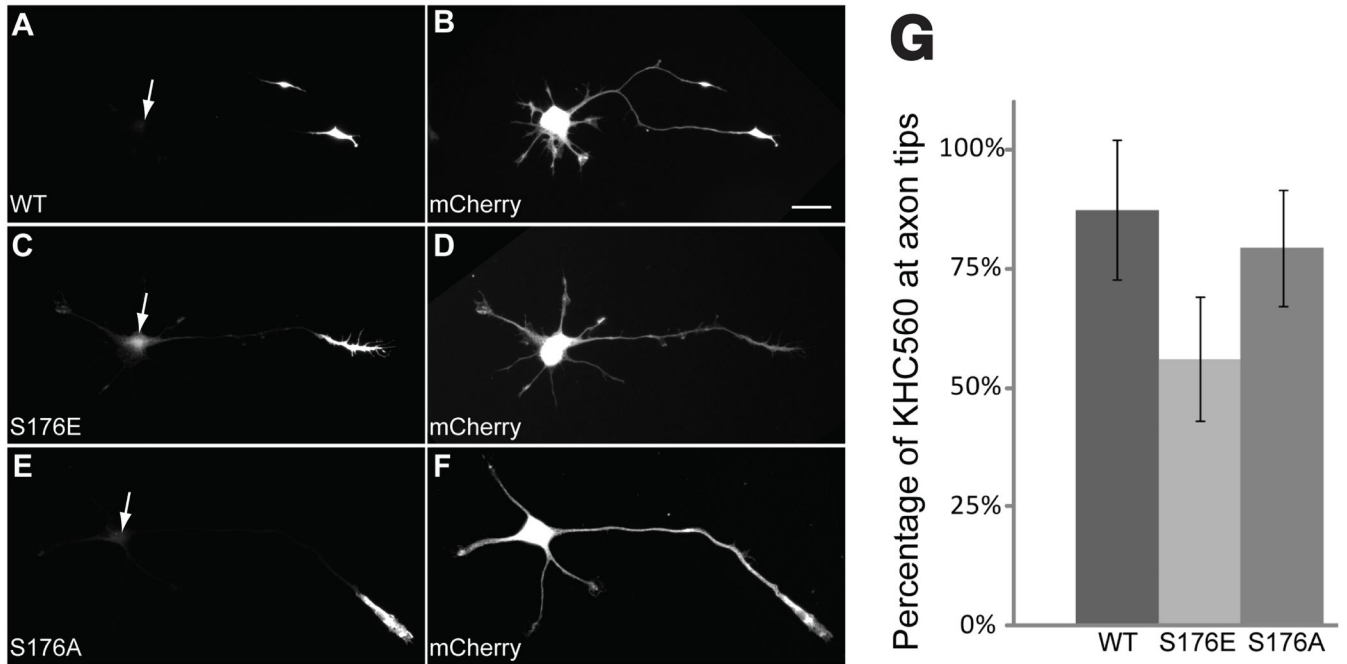 A
WT
B
mCherry
C
S176E
D
mCherry
E
S176A
F
mCherry
G
Percentage of KHC560 at axon tips
100%
75%
50%
25%
0%
WT S176E S176A